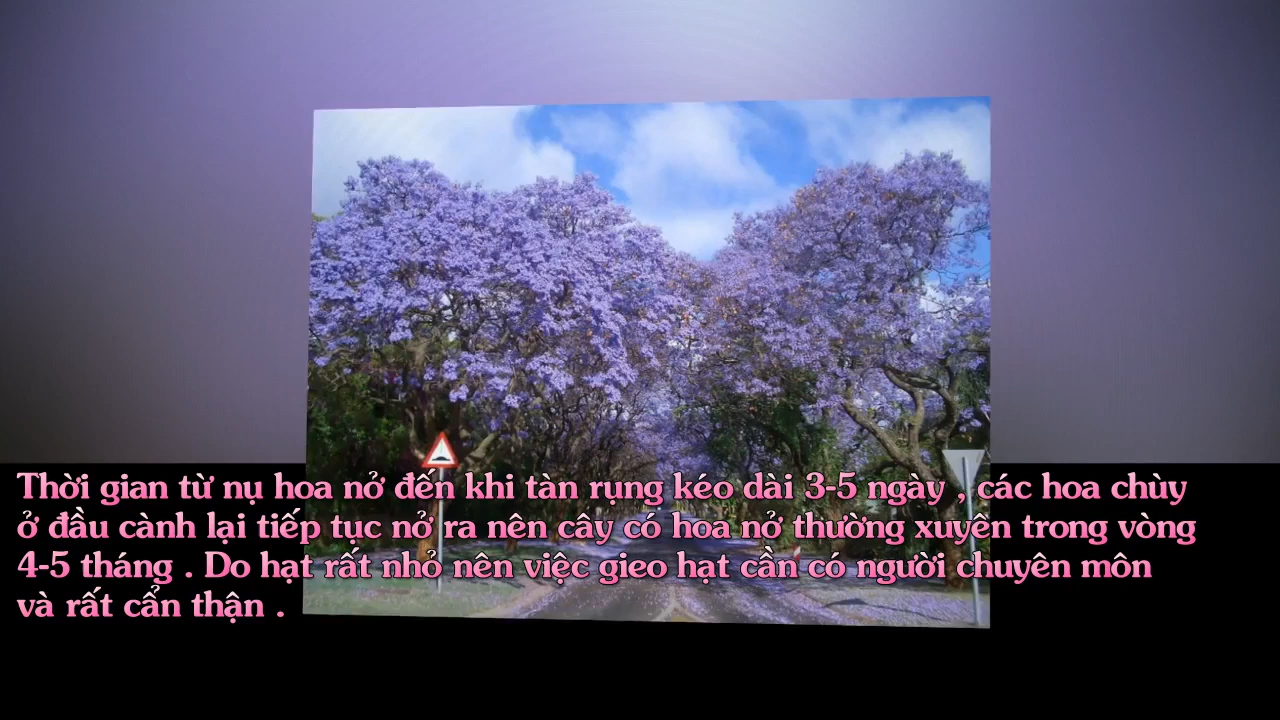 Thời gian từ nụ hoa nở đến khi tàn rụng kéo dài 3-5 ngày , các hoa chùy
ở đầu cành lại tiếp tục nở ra nên cây có hoa nở thường xuyên trong vòng
4-5 tháng . Do hạt rất nhỏ nên việc gieo hạt cần có người chuyên môn
và rất cẩn thận .